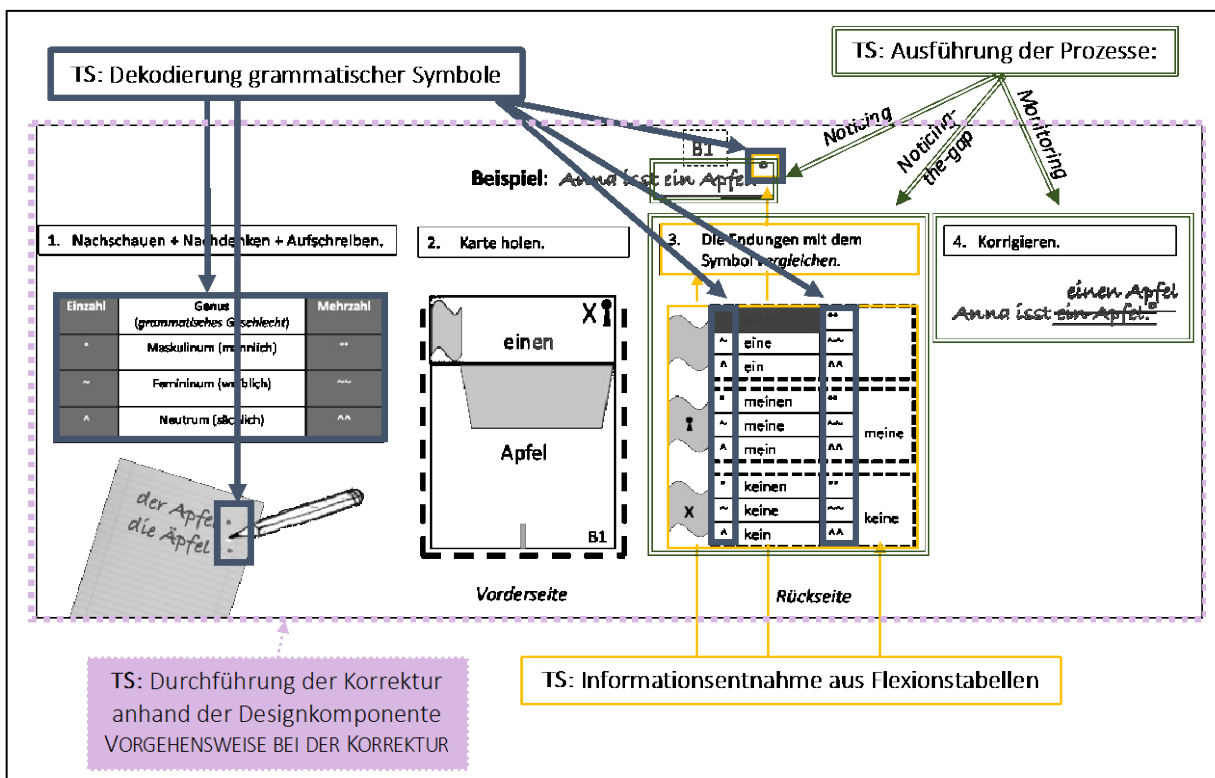 TS: Dekodierung grammatischer Symbole
TS: Ausführung der Prozesse:
Noticing
Noticing-
the-gap
Monitoring
B1
Beispiel: Anna isst ein Apfel. °
1. Nachschauen + Nachdenken + Aufschreiben.
Einzahl Genus Mehrzahl
(grammatisches Geschlecht)
° Maskulinum (männlich) °°
~ Femininum (weiblich) ~~
^ Neutrum (sächlich) ^^
der Apfel °
die Äpfel °
2. Karte holen.
X
einen
Apfel
B1
Vorderseite
3. Die Endungen mit dem
Symbol vergleichen.
°°
~ eine ~~
^ ein ^^
° meinen °°
~ meine ~~ meine
^ mein ^^
° keinen °°
X ~ keine ~~ keine
^ kein ^^
Rückseite
4. Korrigieren.
einen Apfel
Anna isst ein Apfel. °
TS: Durchführung der Korrektur
anhand der Designkomponente
VORGEHENSWEISE BEI DER KORREKTUR
TS: Informationsentnahme aus Flexionstabellen